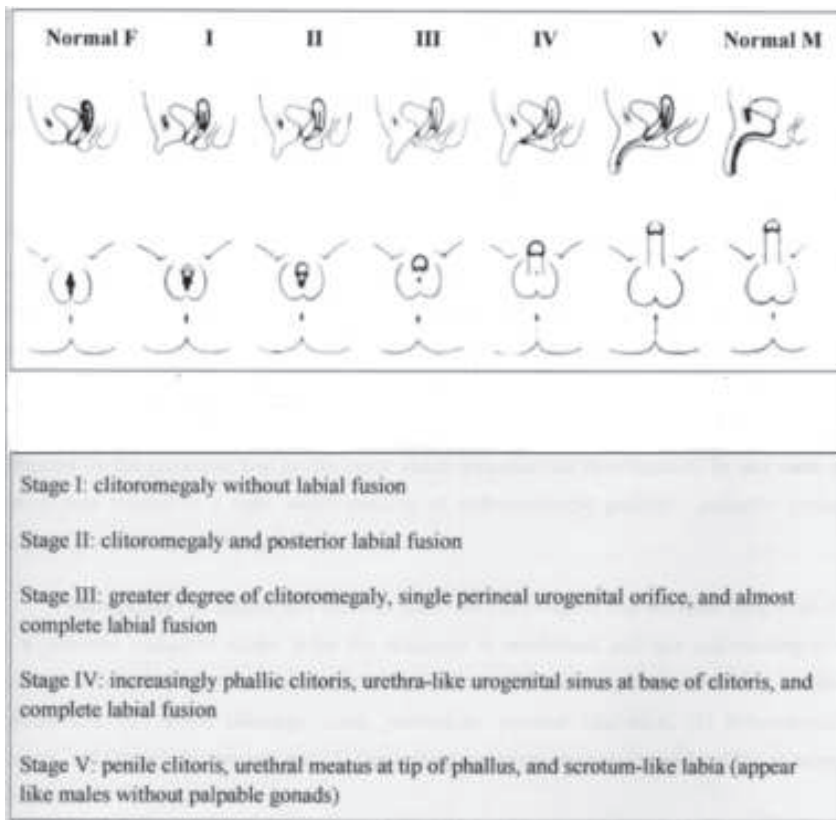 Normal F I II III IV V Normal M
Stage I: clitoromegaly without labial fusion
Stage II: clitoromegaly and posterior labial fusion
Stage III: greater degree of clitoromegaly, single perineal urogenital orifice, and almost
complete labial fusion
Stage IV: increasingly phallic clitoris, urethra-like urogenital sinus at base of clitoris, and
complete labial fusion
Stage V: penile clitoris, urethral meatus at tip of phallus, and scrotum-like labia (appear
like males without palpable gonads)